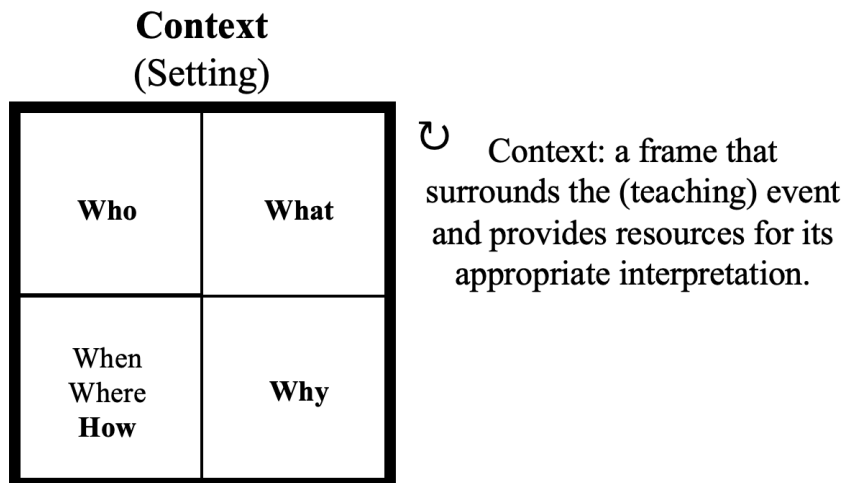 Context
(Setting)
Who
What
When
Where
How
Why
↻ Context: a frame that
surrounds the (teaching) event
and provides resources for its
appropriate interpretation.